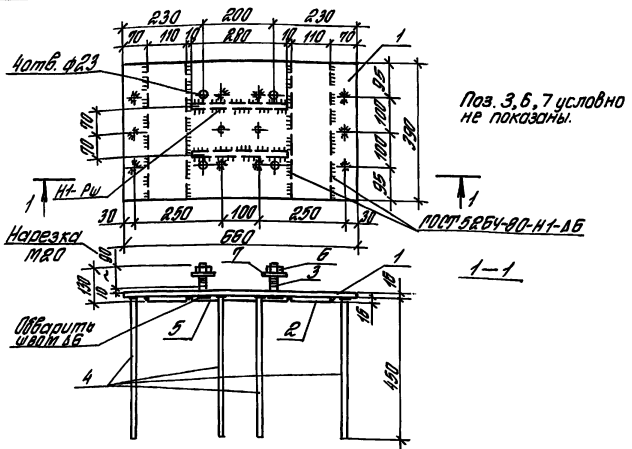 230 200 230
70 110 10 280 10 110 70
1
4отв. ф23
95
100
100
95
390
70
70
Поз. 3,6,7 условно
не показаны.
Н1-Рш
1 1
30 250 100 250 30
660
ГОСТ 5264-80-Н1-Δ6
Нарезка
М20
60
130
10
7 6
3
1
1-1
16
16
Обварить
швом Δ6
5 2
4
450